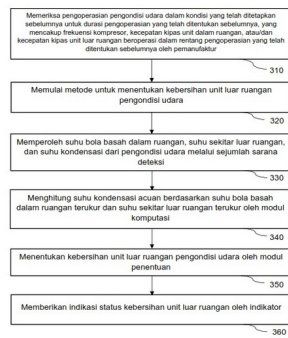 Memeriksa pengoperasian pengondisi udara dalam kondisi yang telah ditetapkan
sebelumnya untuk durasi pengoperasian yang telah ditentukan sebelumnya, yang
mencakup frekuensi kompresor, kecepatan kipas unit dalam ruangan, atau/dan
kecepatan kipas unit luar ruangan beroperasi dalam rentang pengoperasian yang telah
ditentukan sebelumnya oleh pemanufaktur
310
Memulai metode untuk menentukan kebersihan unit luar ruangan
pengondisi udara
320
Memperoleh suhu bola basah dalam ruangan, suhu sekitar luar ruangan,
dan suhu kondensasi dari pengondisi udara melalui sejumlah sarana
deteksi
330
Menghitung suhu kondensasi acuan berdasarkan suhu bola basah
dalam ruangan terukur dan suhu sekitar luar ruangan terukur oleh modul
komputasi
340
Menentukan kebersihan unit luar ruangan pengondisi udara oleh modul
penentuan
350
Memberikan indikasi status kebersihan unit luar ruangan oleh indikator
360